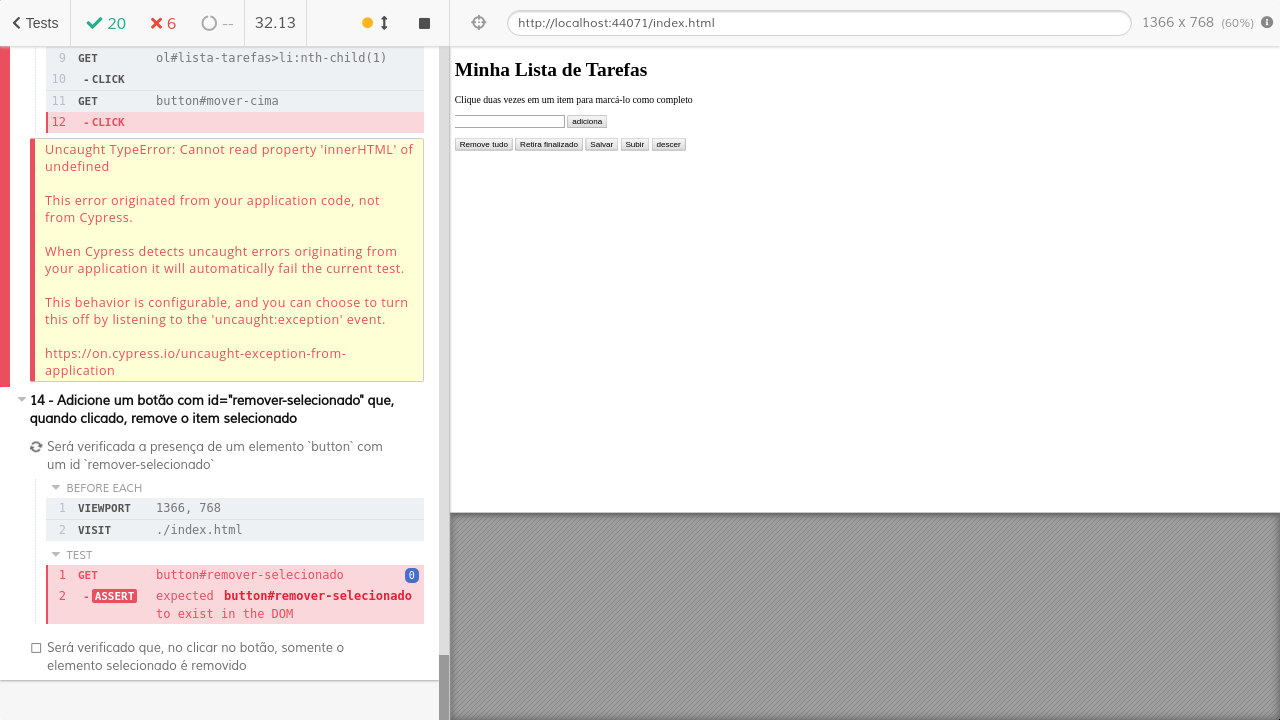 Tests
20
6
--
32.13
http://localhost:44071/index.html
1366 x 768 (60%)
9 GET ol#lista-tarefas>li:nth-child(1)
10 - CLICK
11 GET button#mover-cima
12 - CLICK
Uncaught TypeError: Cannot read property 'innerHTML' of
undefined
This error originated from your application code, not
from Cypress.
When Cypress detects uncaught errors originating from
your application it will automatically fail the current test.
This behavior is configurable, and you can choose to turn
this off by listening to the 'uncaught:exception' event.
https://on.cypress.io/uncaught-exception-from-
application
14 - Adicione um botão com id="remover-selecionado" que,
quando clicado, remove o item selecionado
Será verificada a presença de um elemento `button` com
um id `remover-selecionado`
BEFORE EACH
1 VIEWPORT 1366, 768
2 VISIT ./index.html
TEST
1 GET button#remover-selecionado 0
2 - ASSERT expected button#remover-selecionado
to exist in the DOM
Será verificado que, no clicar no botão, somente o
elemento selecionado é removido
Minha Lista de Tarefas
Clique duas vezes em um item para marcá-lo como completo
adiciona
Remove tudo Retira finalizado Salvar Subir descer